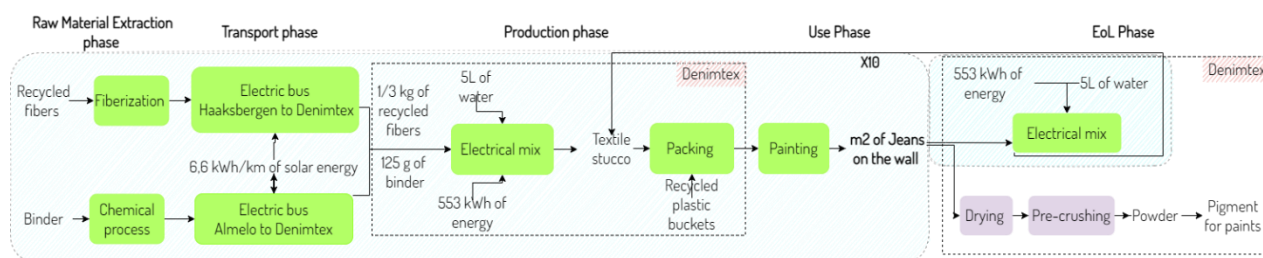 Raw Material Extraction
phase
Transport phase
Production phase
Use Phase
EoL Phase
X10
Denimtex
Denimtex
Recycled
fibers
Fiberization
Electric bus
Haaksbergen to Denimtex
1/3 kg of
recycled
fibers
5L of
water
Electrical mix
Textile
stucco
Packing
Painting
m2 of Jeans
on the wall
553 kWh of
energy
5L of water
Electrical mix
6,6 kWh/km of solar energy
125 g of
binder
553 kWh of
energy
Recycled
plastic
buckets
Binder
Chemical
process
Electric bus
Almelo to Denimtex
Drying
Pre-crushing
Powder
Pigment
for paints